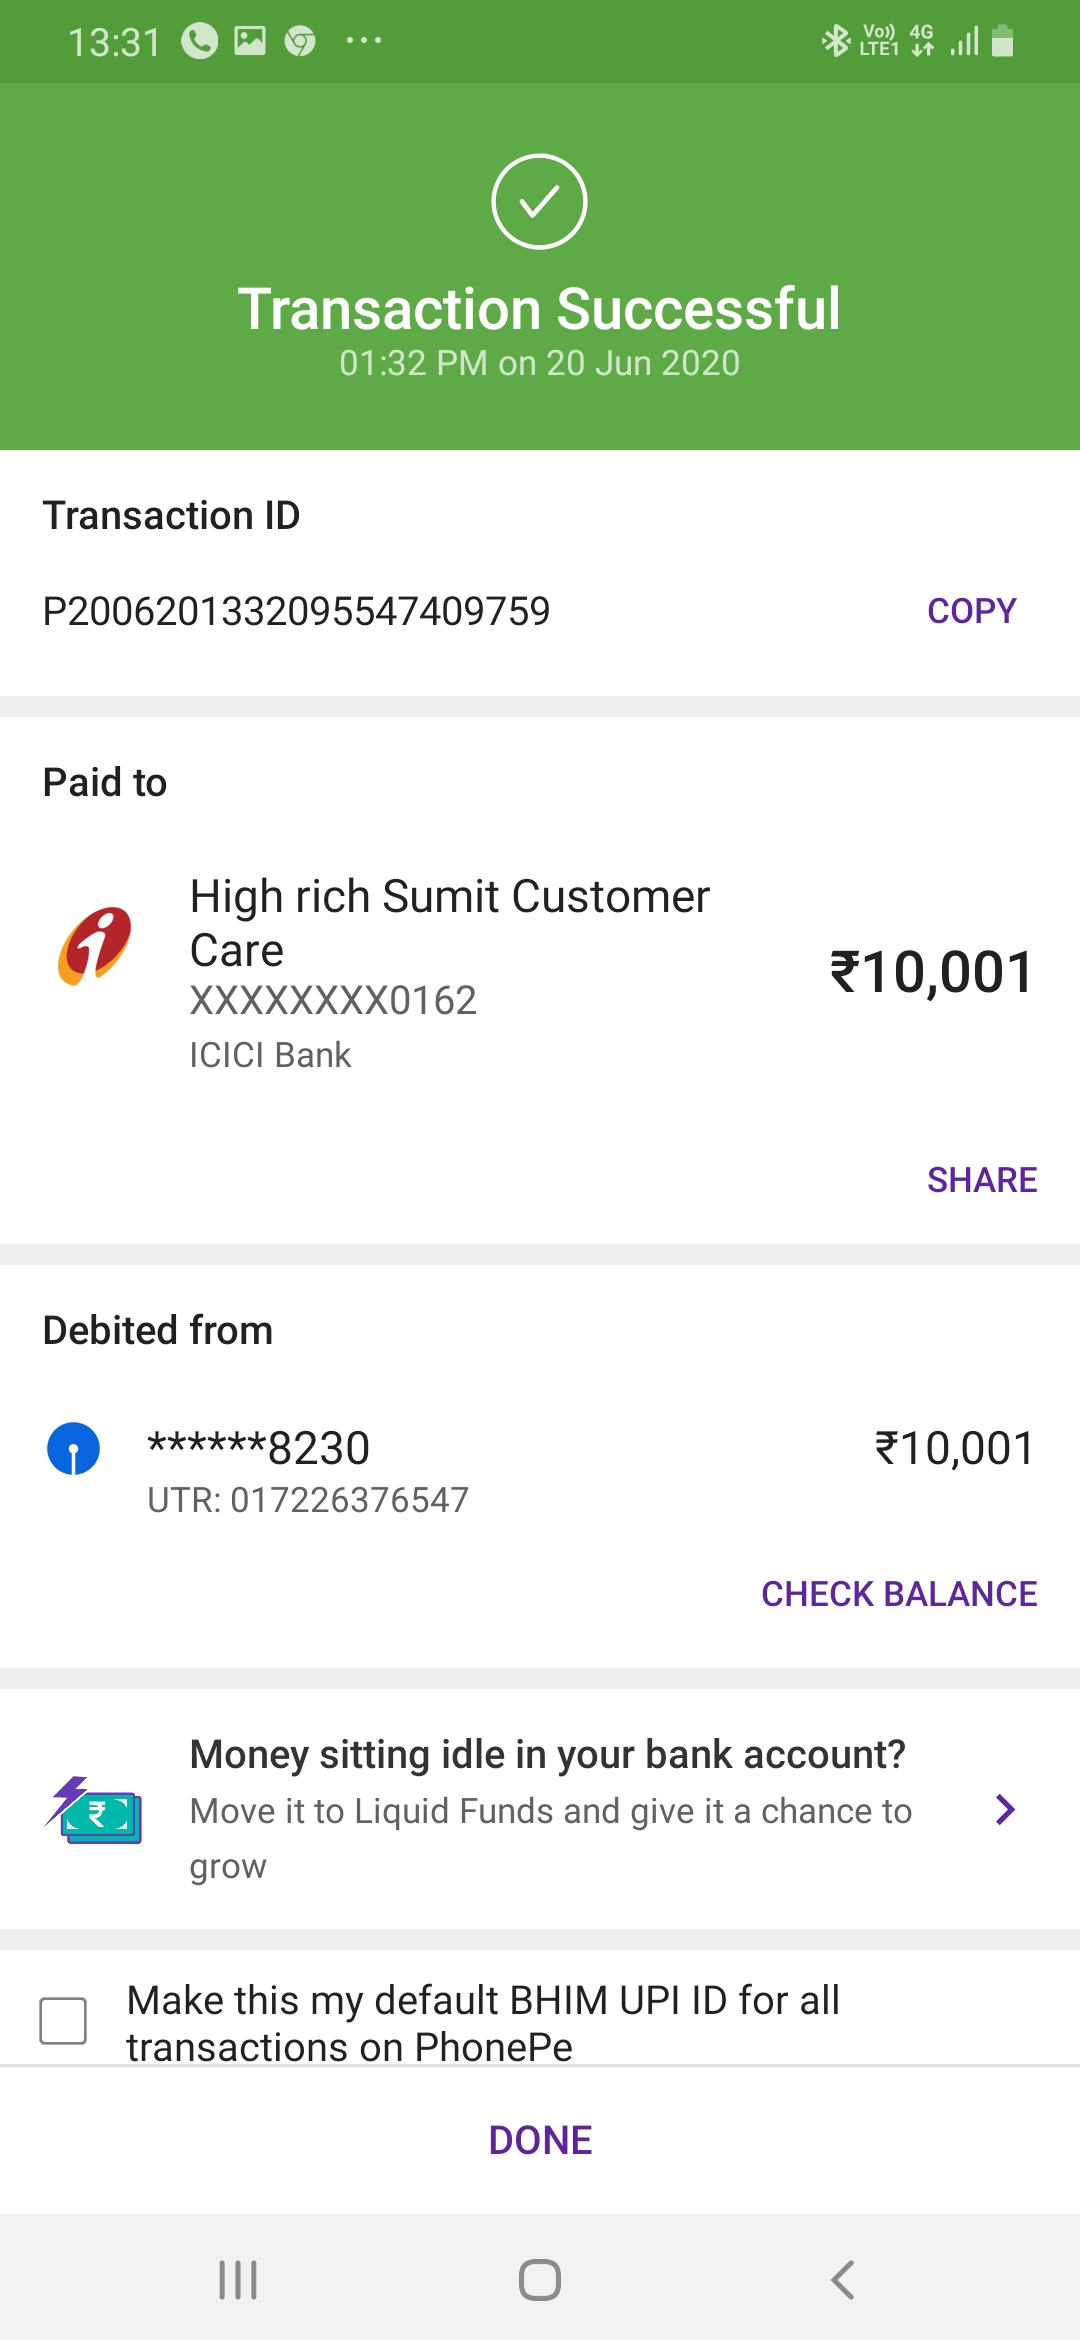 13:31
Vo)) 4G
LTE1
Transaction Successful
01:32 PM on 20 Jun 2020
Transaction ID
P2006201332095547409759
COPY
Paid to
High rich Sumit Customer
Care
₹10,001
XXXXXXXX0162
ICICI Bank
SHARE
Debited from
******8230
₹10,001
UTR: 017226376547
CHECK BALANCE
Money sitting idle in your bank account?
Move it to Liquid Funds and give it a chance to
grow
Make this my default BHIM UPI ID for all
transactions on PhonePe
DONE